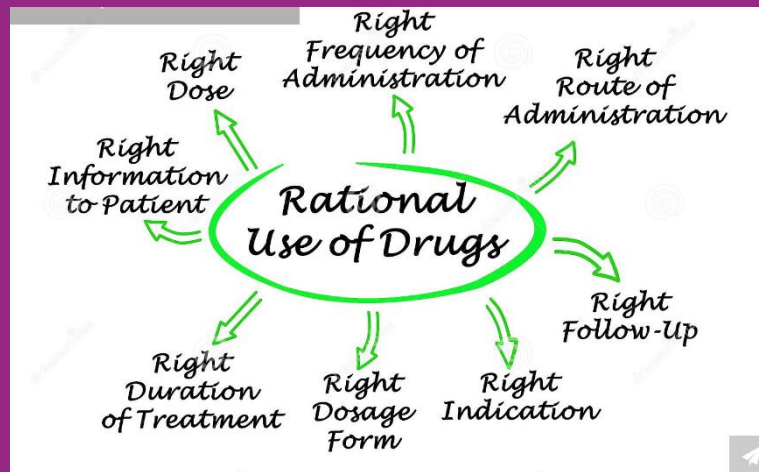 Right
Frequency of
Administration
Right
Dose
Right
Route of
Administration
Right
Information
to Patient
Rational
Use of Drugs
Right
Follow-Up
Right
Duration
of Treatment
Right
Dosage
Form
Right
Indication